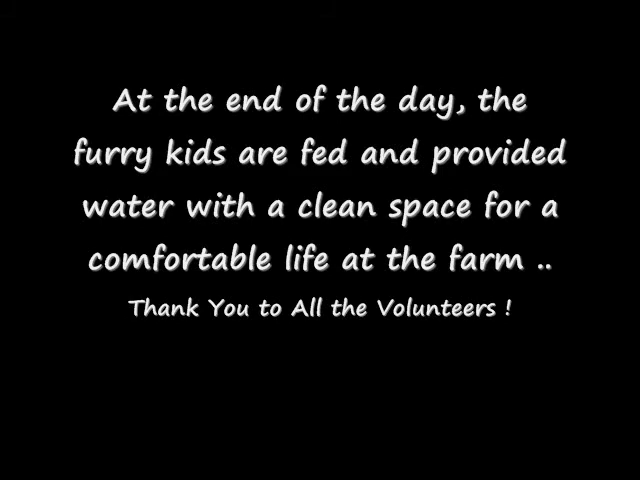 At the end of the day, the
furry kids are fed and provided
water with a clean space for a
comfortable life at the farm ..
Thank You to All the Volunteers !